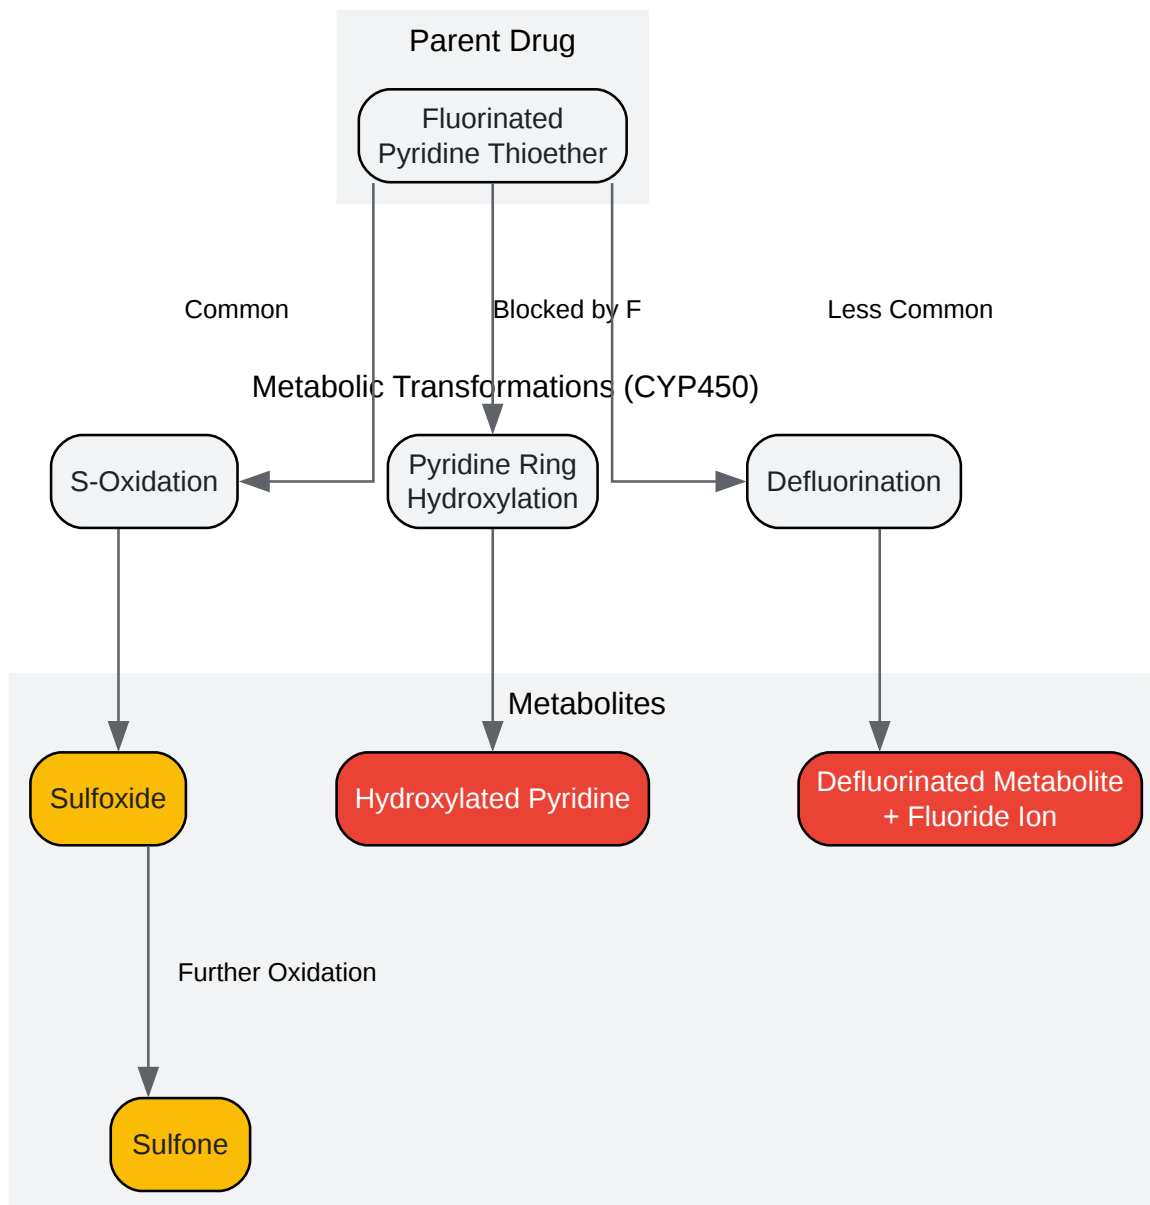 Parent Drug
Fluorinated
Pyridine Thioether
Common
Blocked by F
Less Common
Metabolic Transformations (CYP450)
S-Oxidation
Pyridine Ring
Hydroxylation
Defluorination
Metabolites
Sulfoxide
Hydroxylated Pyridine
Defluorinated Metabolite
+ Fluoride Ion
Further Oxidation
Sulfone